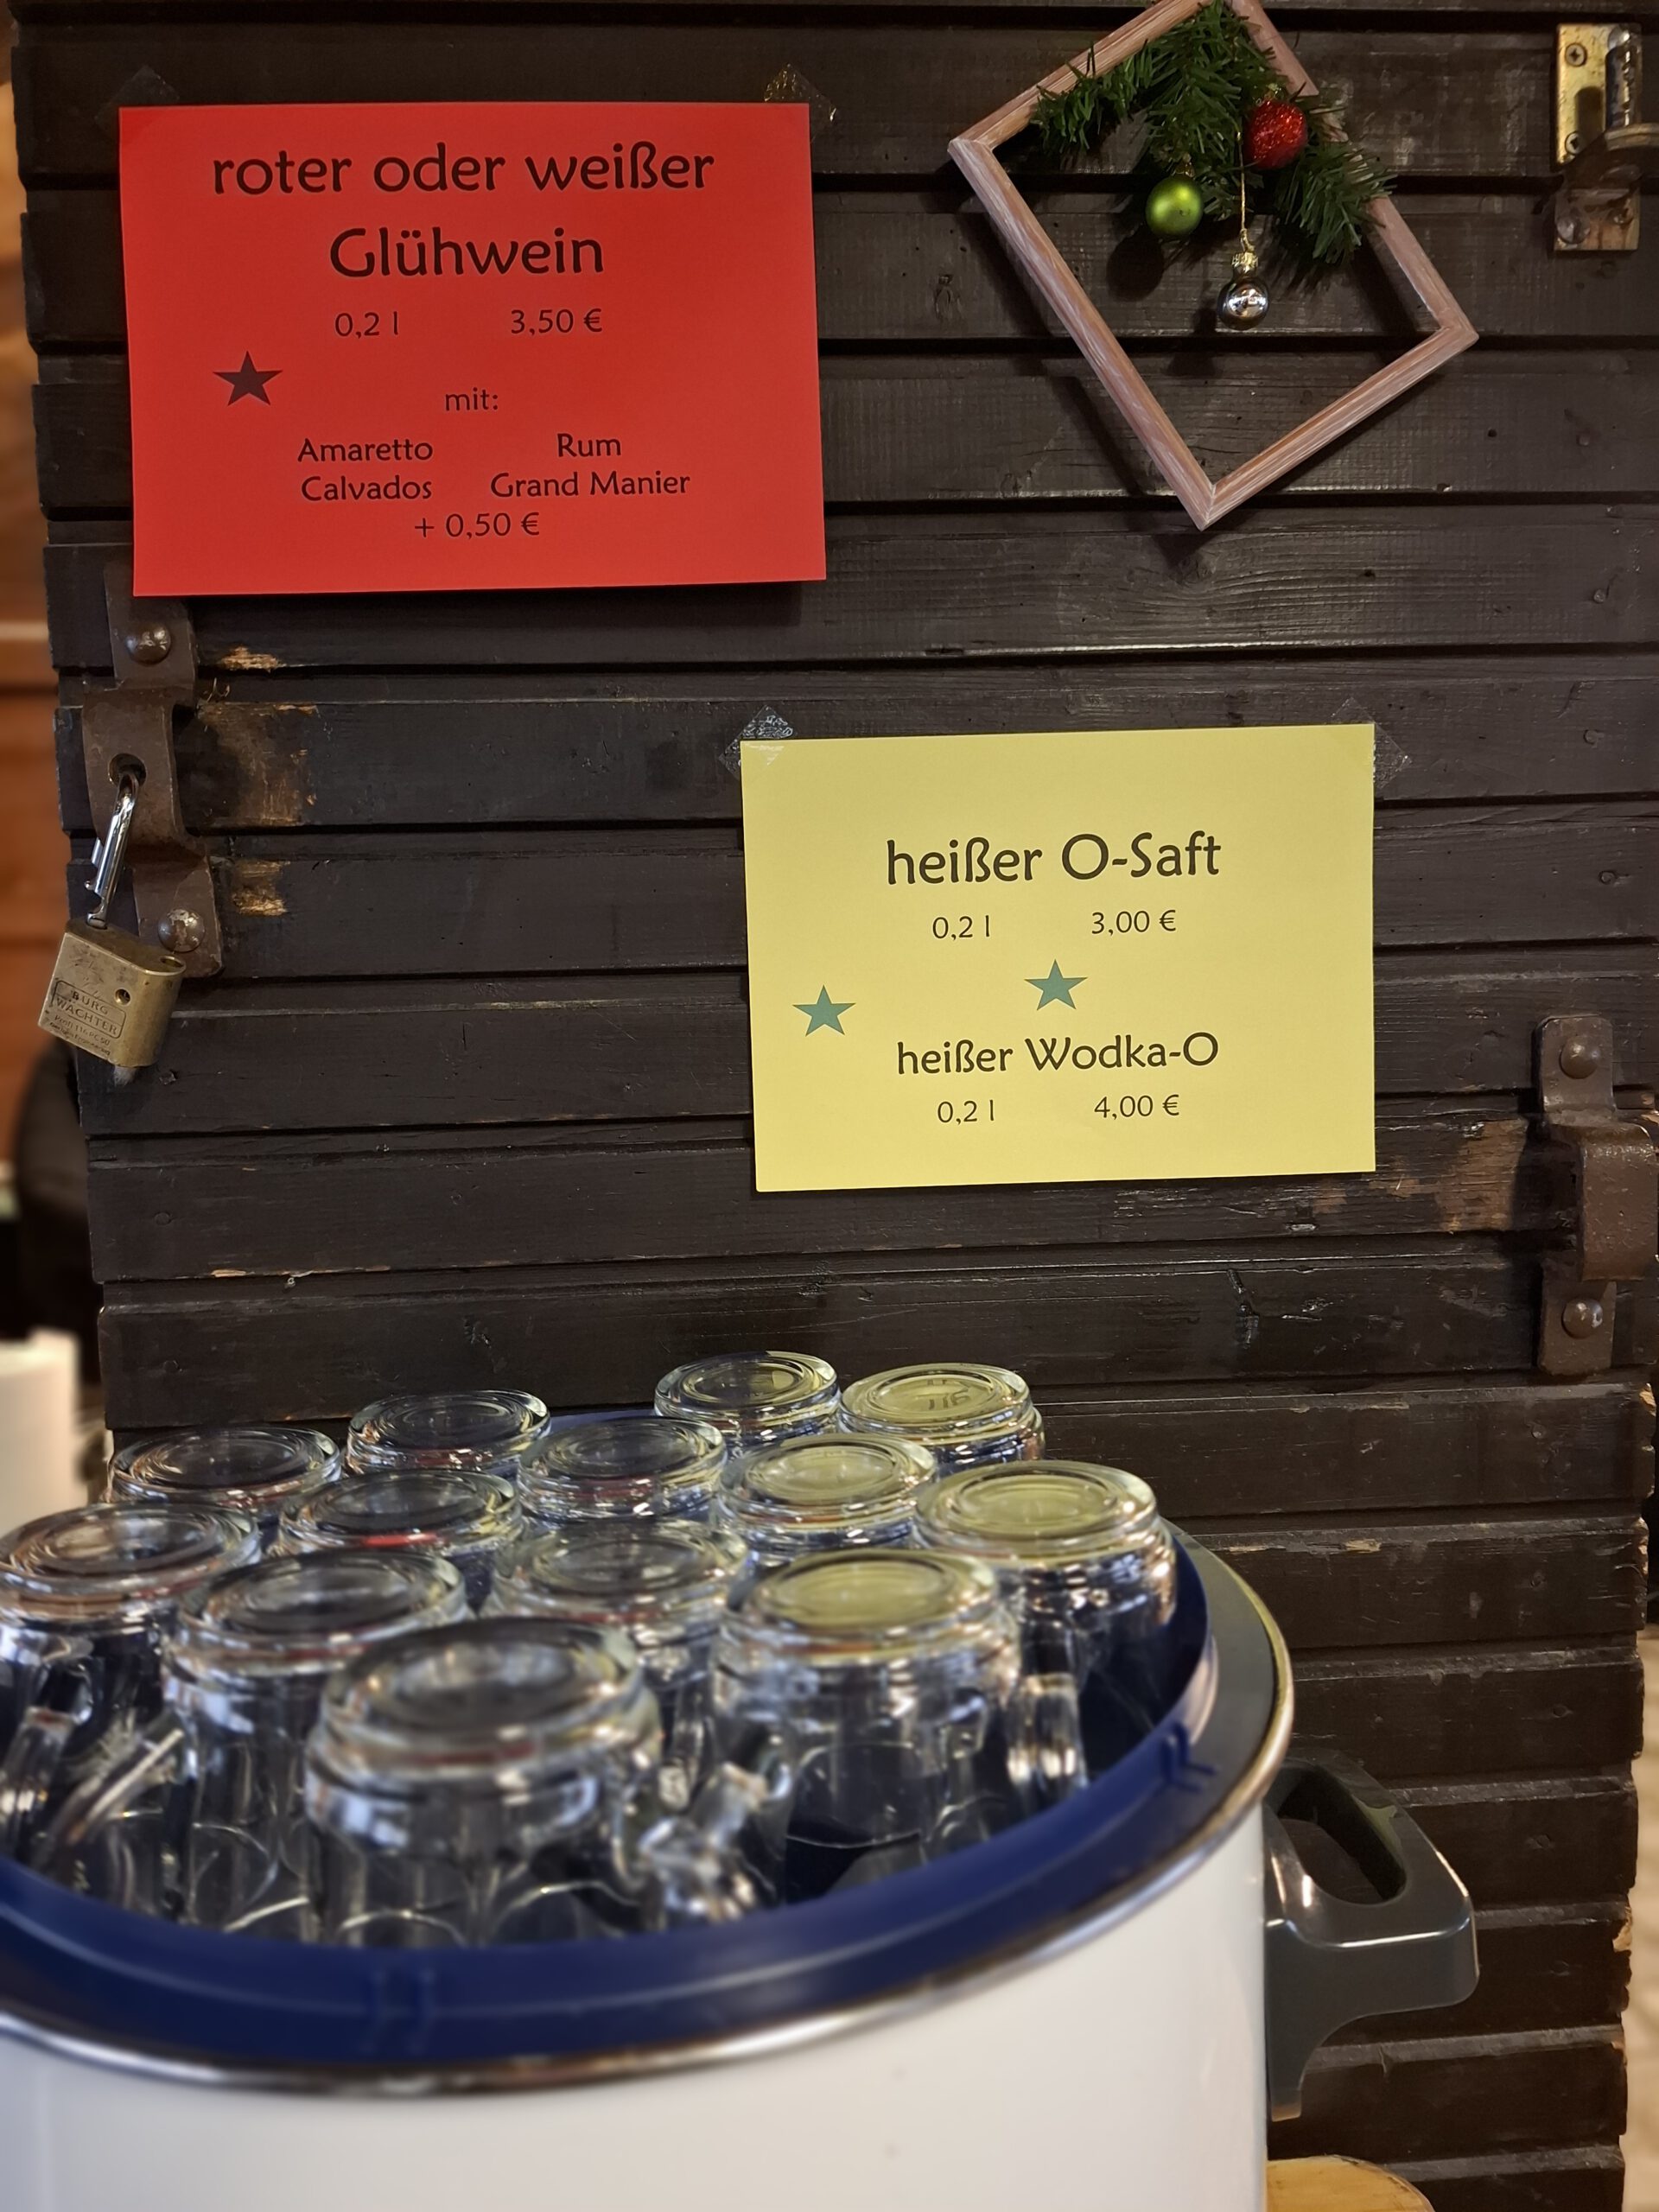 roter oder weißer
Glühwein
0,2 l 3,50 €
mit:
Amaretto Rum
Calvados Grand Manier
+ 0,50 €
heißer O-Saft
0,2 l 3,00 €
heißer Wodka-O
0,2 l 4,00 €
BURG
WÄCHTER